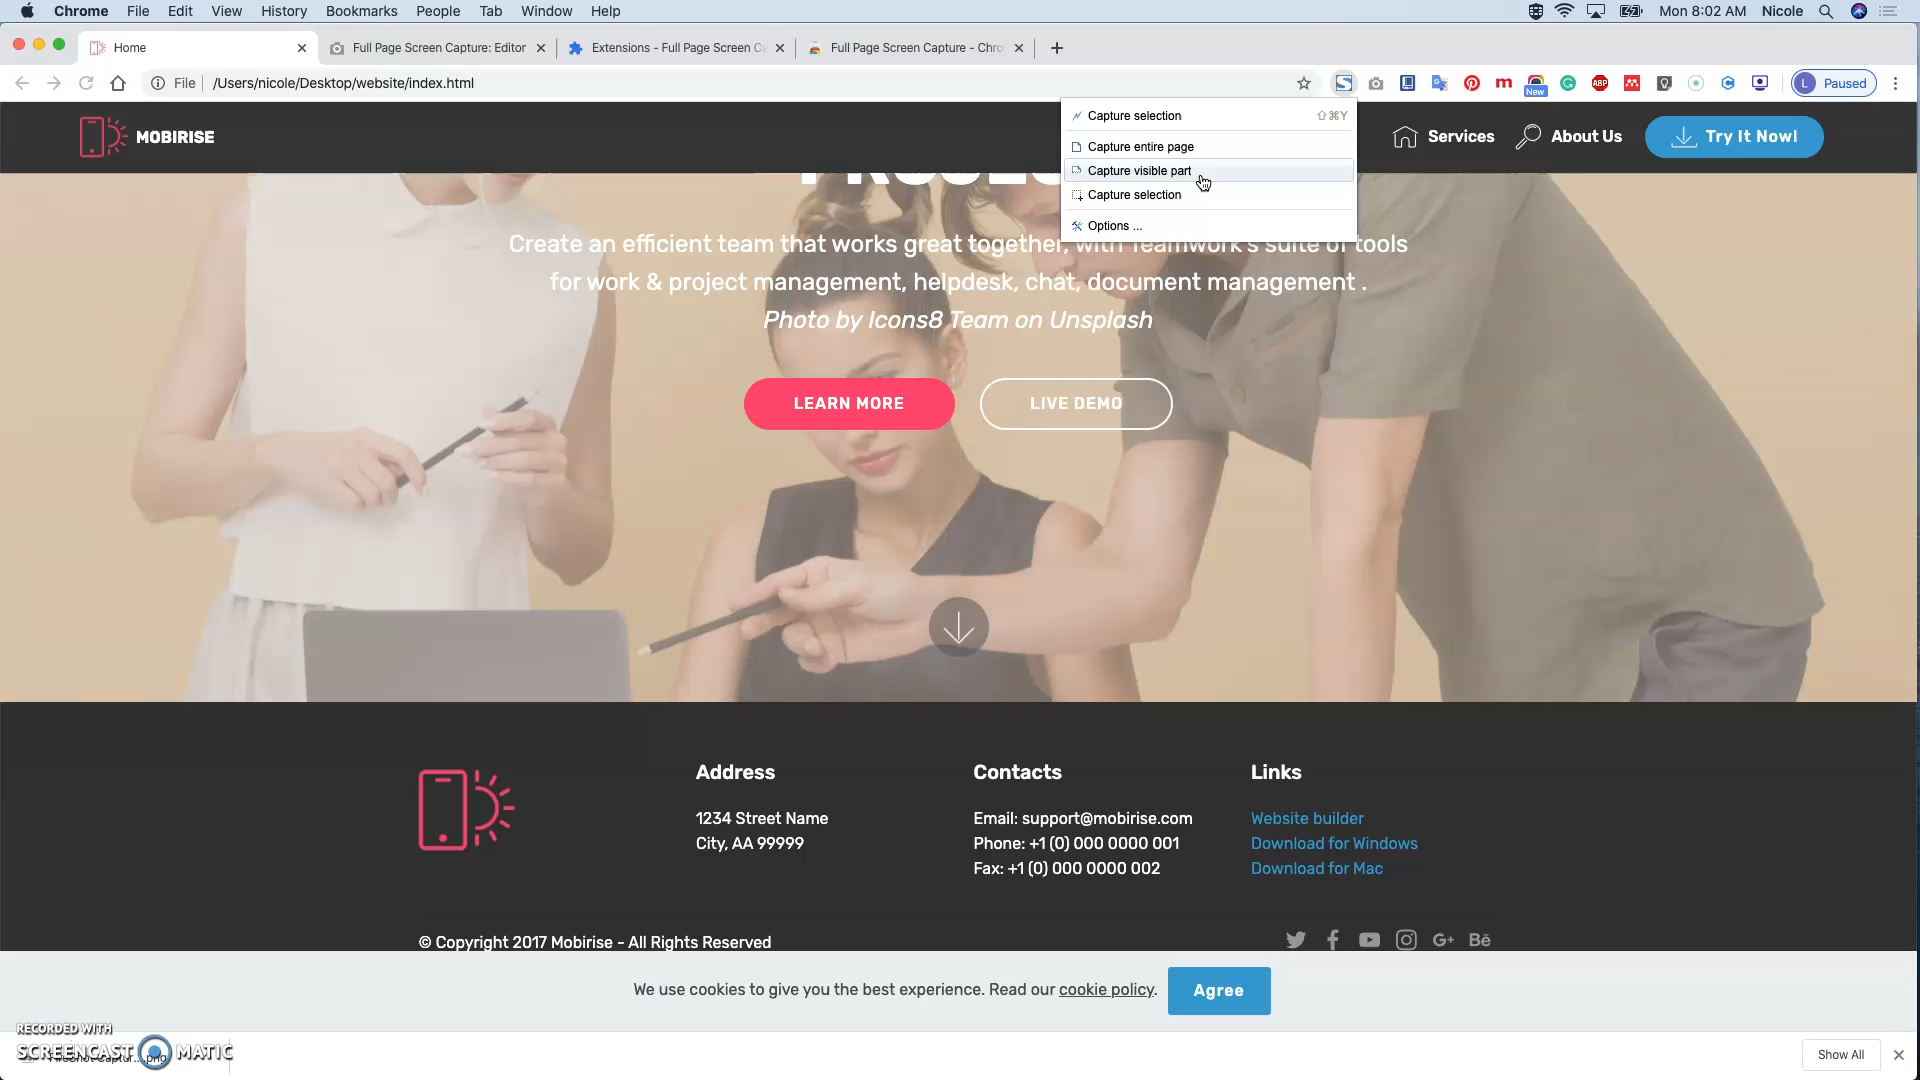 Chrome File Edit View History Bookmarks People Tab Window Help Mon 8:02 AM Nicole
Home Full Page Screen Capture: Editor Extensions - Full Page Screen Ca Full Page Screen Capture - Chro
File /Users/nicole/Desktop/website/index.html New ABP L Paused
Capture selection ⇧⌘Y
Capture entire page
Capture visible part
Capture selection
Options ...
MOBIRISE Services About Us Try It Now!
Create an efficient team that works great together, with Teamwork's suite of tools
for work & project management, helpdesk, chat, document management .
Photo by Icons8 Team on Unsplash
LEARN MORE LIVE DEMO
Address
1234 Street Name
City, AA 99999
Contacts
Email: support@mobirise.com
Phone: +1 (0) 000 0000 001
Fax: +1 (0) 000 0000 002
Links
Website builder
Download for Windows
Download for Mac
© Copyright 2017 Mobirise - All Rights Reserved
G+ Bē
We use cookies to give you the best experience. Read our cookie policy. Agree
RECORDED WITH
SCREENCAST MATIC
Show All